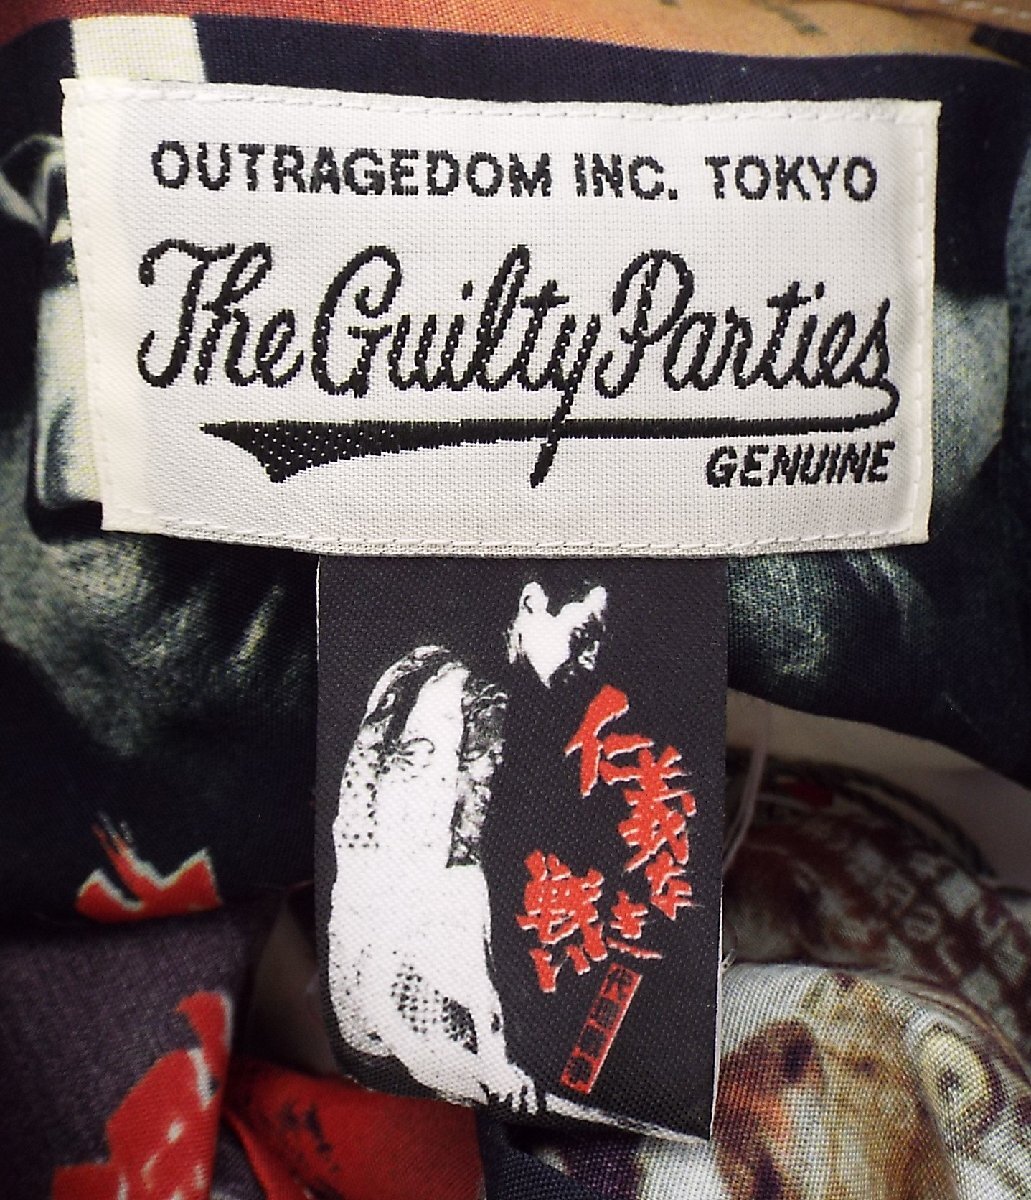 OUTRAGEDOM INC. TOKYO
The Guilty Parties
GENUINE
仁義なき
戦い